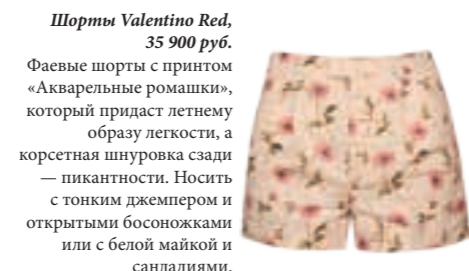 Шорты Valentino Red,
35 900 руб.
Фаевые шорты с принтом
«Акварельные ромашки»,
который придаст летнему
образу легкости, а
корсетная шнуровка сзади
— пикантности. Носить
с тонким джемпером и
открытыми босоножками
или с белой майкой и
сандалиями.